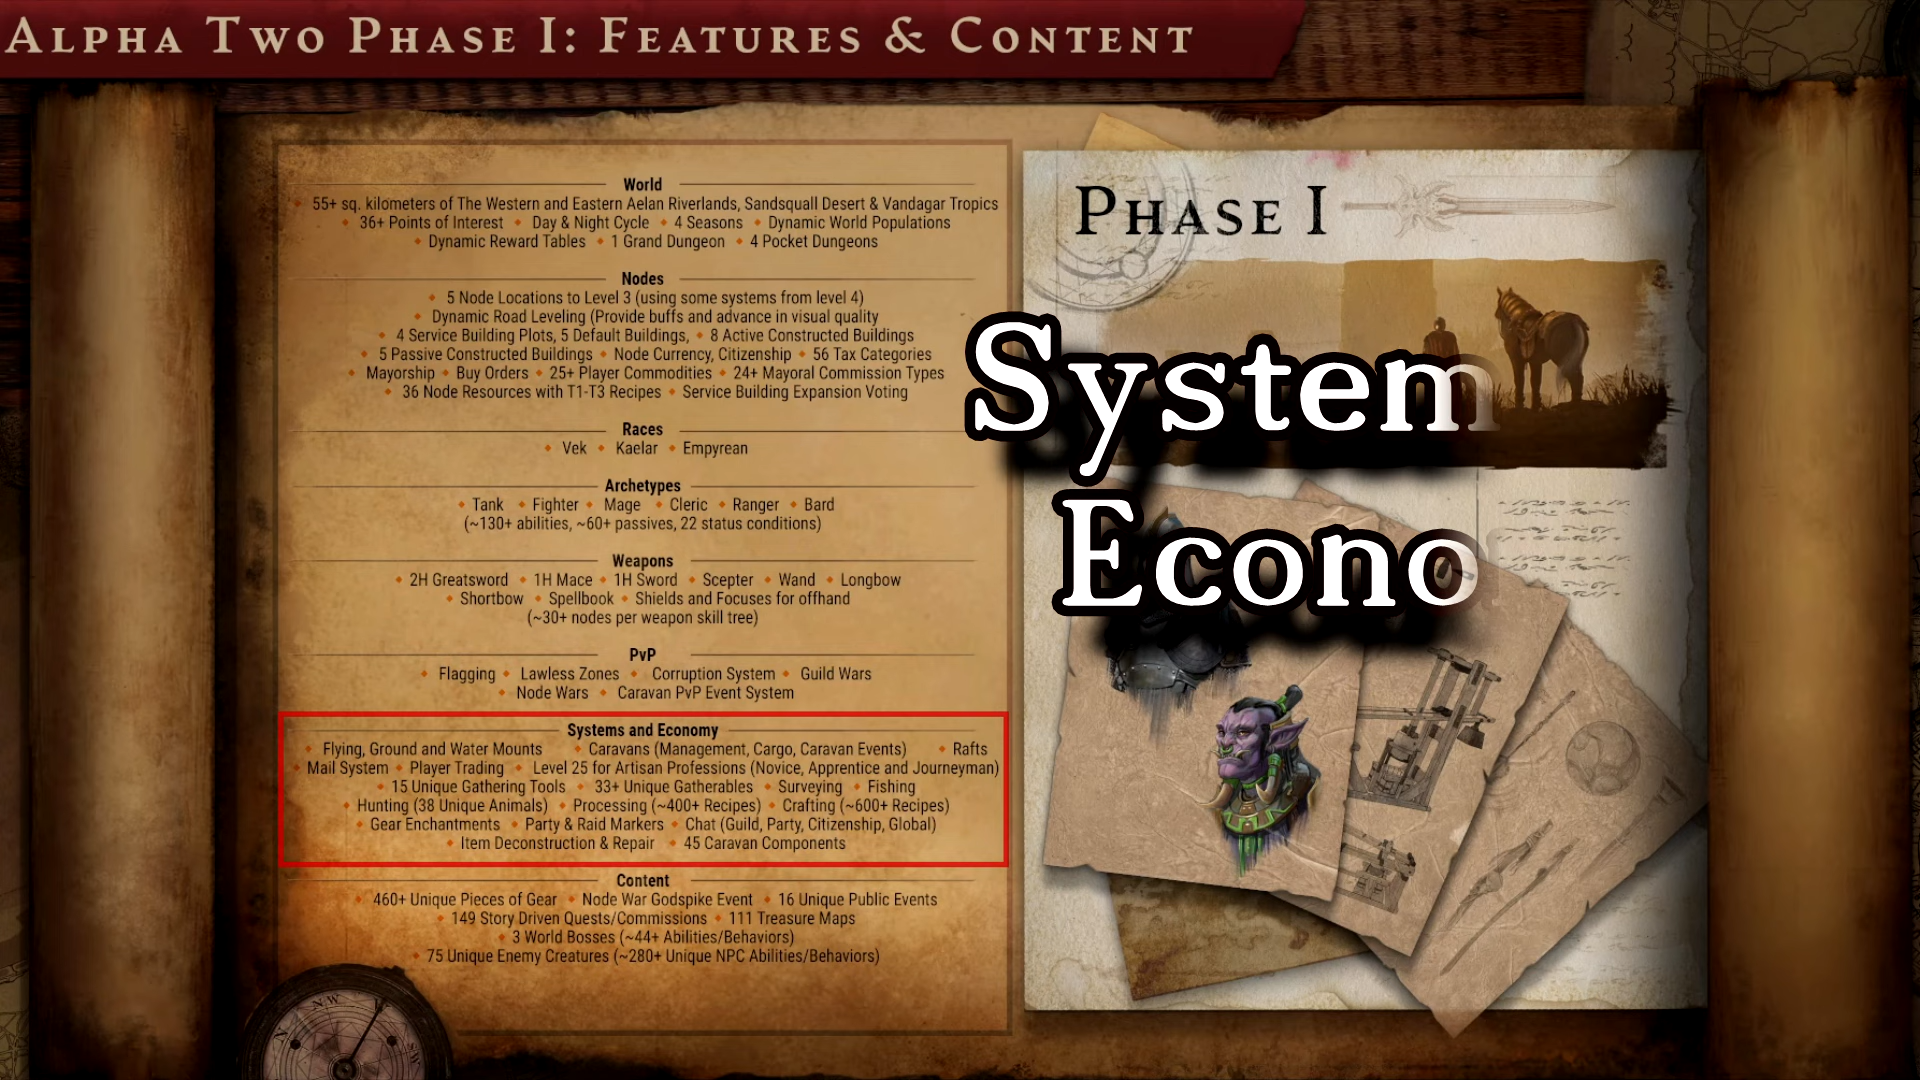 ALPHA TWO PHASE I: FEATURES & CONTENT
World
55+ sq. kilometers of The Western and Eastern Aelan Riverlands, Sandsquall Desert & Vandagar Tropics
36+ Points of Interest ◆ Day & Night Cycle ◆ 4 Seasons ◆ Dynamic World Populations
◆ Dynamic Reward Tables ◆ 1 Grand Dungeon ◆ 4 Pocket Dungeons
Nodes
◆ 5 Node Locations to Level 3 (using some systems from level 4)
◆ Dynamic Road Leveling (Provide buffs and advance in visual quality
◆ 4 Service Building Plots, 5 Default Buildings, ◆ 8 Active Constructed Buildings
◆ 5 Passive Constructed Buildings ◆ Node Currency, Citizenship ◆ 56 Tax Categories
◆ Mayorship ◆ Buy Orders ◆ 25+ Player Commodities ◆ 24+ Mayoral Commission Types
◆ 36 Node Resources with T1-T3 Recipes ◆ Service Building Expansion Voting
Races
◆ Vek ◆ Kaelar ◆ Empyrean
Archetypes
◆ Tank ◆ Fighter ◆ Mage ◆ Cleric ◆ Ranger ◆ Bard
(~130+ abilities, ~60+ passives, 22 status conditions)
Weapons
◆ 2H Greatsword ◆ 1H Mace ◆ 1H Sword ◆ Scepter ◆ Wand ◆ Longbow
◆ Shortbow ◆ Spellbook ◆ Shields and Focuses for offhand
(~30+ nodes per weapon skill tree)
PvP
◆ Flagging ◆ Lawless Zones ◆ Corruption System ◆ Guild Wars
◆ Node Wars ◆ Caravan PvP Event System
Systems and Economy
◆ Flying, Ground and Water Mounts ◆ Caravans (Management, Cargo, Caravan Events) ◆ Rafts
◆ Mail System ◆ Player Trading ◆ Level 25 for Artisan Professions (Novice, Apprentice and Journeyman)
◆ 15 Unique Gathering Tools ◆ 33+ Unique Gatherables ◆ Surveying ◆ Fishing
◆ Hunting (38 Unique Animals) ◆ Processing (~400+ Recipes) ◆ Crafting (~600+ Recipes)
◆ Gear Enchantments ◆ Party & Raid Markers ◆ Chat (Guild, Party, Citizenship, Global)
◆ Item Deconstruction & Repair ◆ 45 Caravan Components
Content
◆ 460+ Unique Pieces of Gear ◆ Node War Godspike Event ◆ 16 Unique Public Events
◆ 149 Story Driven Quests/Commissions ◆ 111 Treasure Maps
◆ 3 World Bosses (~44+ Abilities/Behaviors)
◆ 75 Unique Enemy Creatures (~280+ Unique NPC Abilities/Behaviors)
PHASE I
System
Econo
N
NW
W
SW